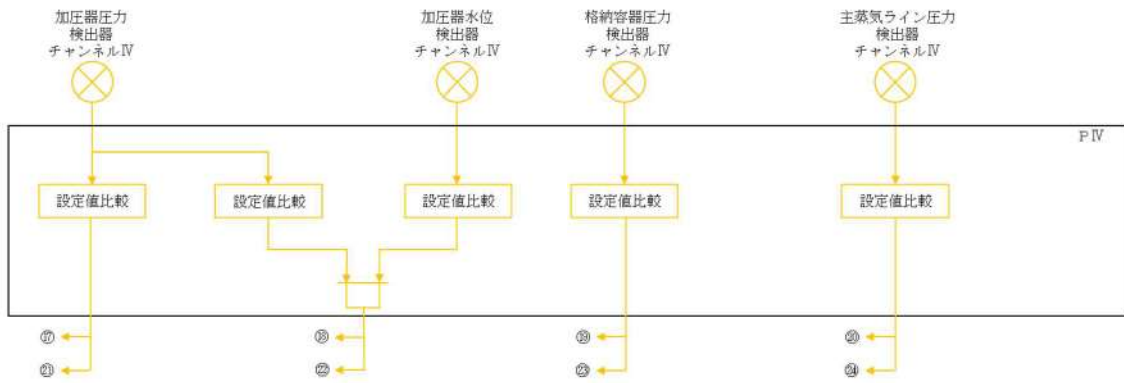 加圧器圧力
検出器
チャンネルⅣ
加圧器水位
検出器
チャンネルⅣ
格納容器圧力
検出器
チャンネルⅣ
主蒸気ライン圧力
検出器
チャンネルⅣ
PⅣ
設定値比較
設定値比較
設定値比較
設定値比較
設定値比較
⑰
⑱
⑲
⑳
㉑
㉒
㉓
㉔